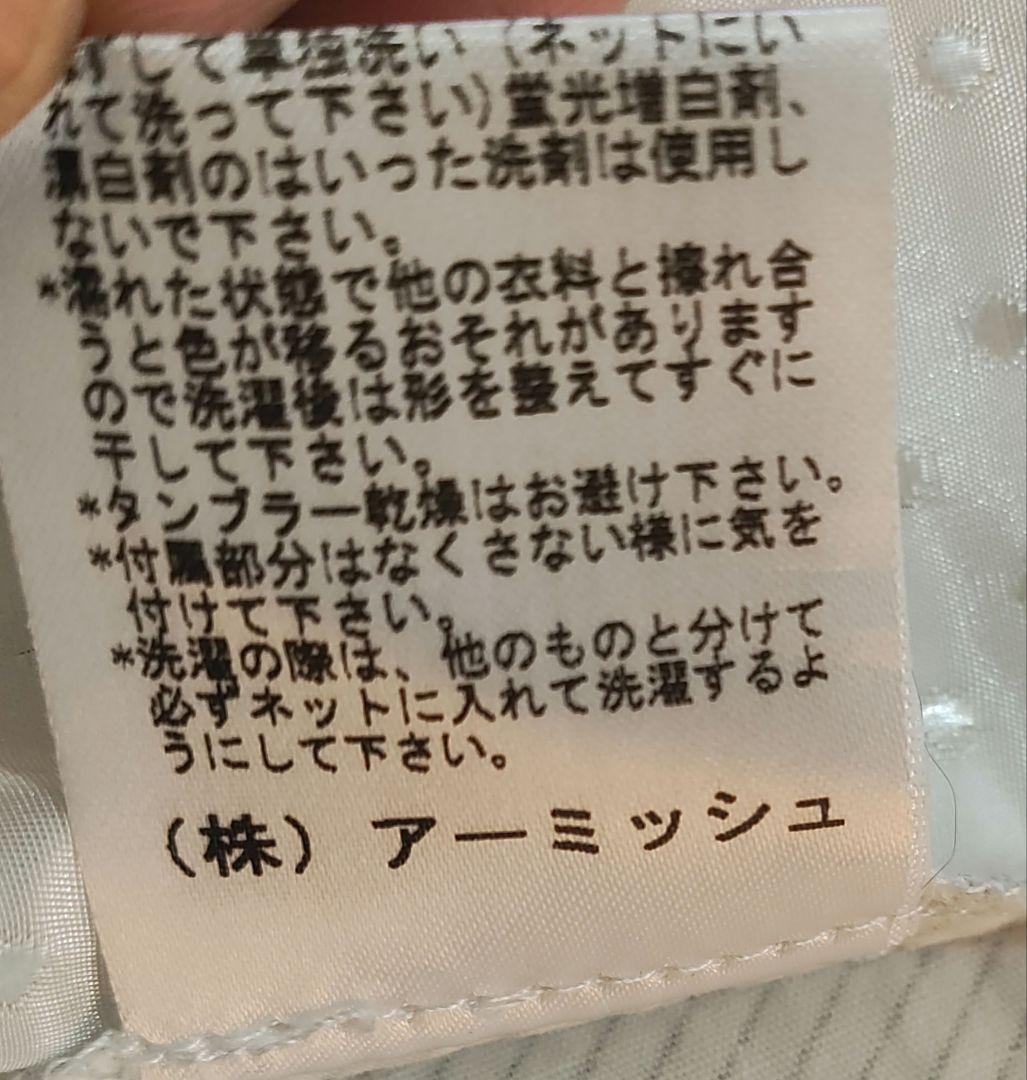 して単独洗い（ネットにい
れて洗って下さい）蛍光増白剤、
漂白剤のはいった洗剤は使用し
ないで下さい。
*濡れた状態で他の衣料と擦れ合
うと色が移るおそれがあります
ので洗濯後は形を整えてすぐに
干して下さい。
*タンブラー乾燥はお避け下さい。
*付属部分はなくさない様に気を
付けて下さい。
*洗濯の際は、他のものと分けて
必ずネットに入れて洗濯するよ
うにして下さい。
（株）アーミッシュ